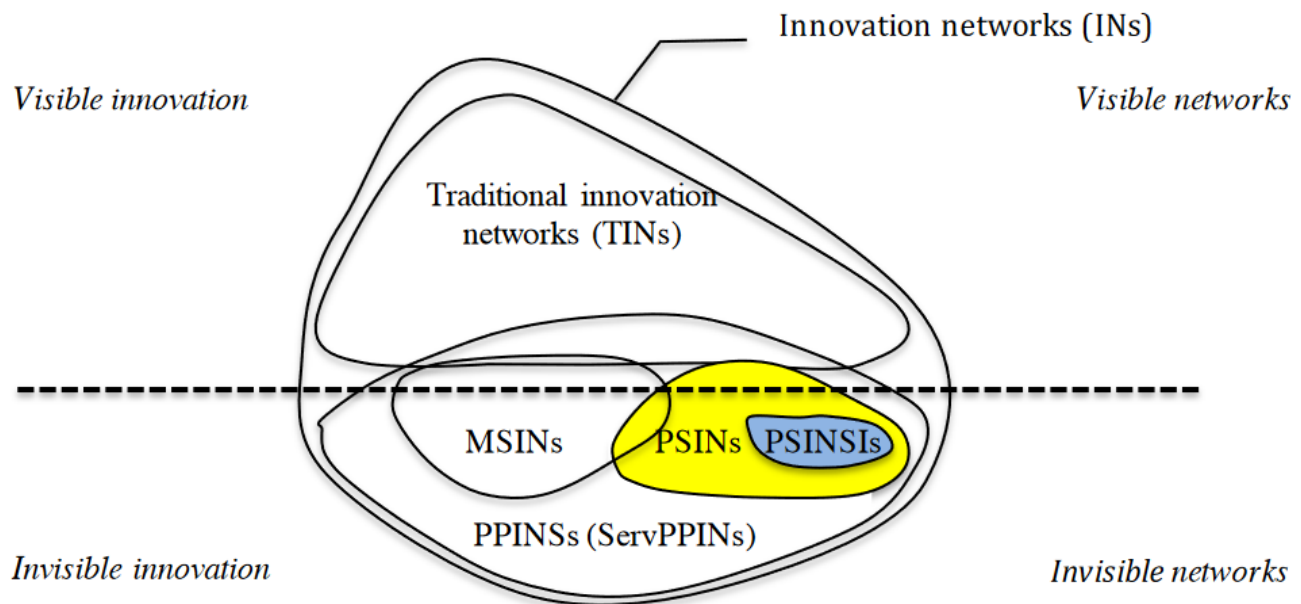 Innovation networks (INs)
Visible innovation
Visible networks
Traditional innovation
networks (TINs)
MSINs
PSINs
PSINSIs
PPINSs (ServPPINs)
Invisible innovation
Invisible networks